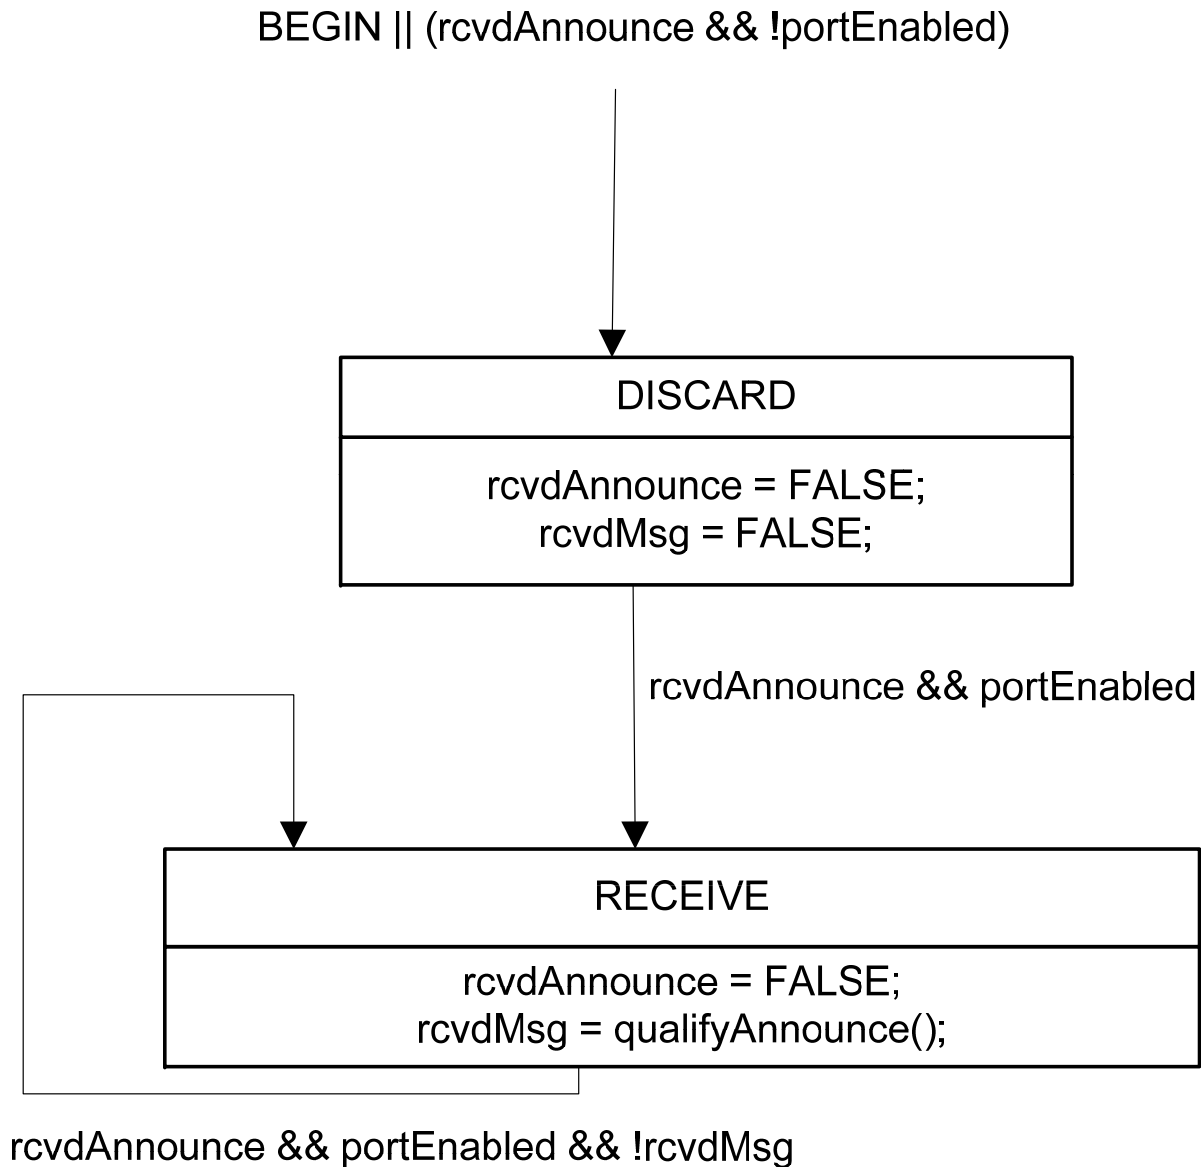 BEGIN || (rcvdAnnounce && !portEnabled)
DISCARD
rcvdAnnounce = FALSE;
rcvdMsg = FALSE;
rcvdAnnounce && portEnabled
RECEIVE
rcvdAnnounce = FALSE;
rcvdMsg = qualifyAnnounce();
rcvdAnnounce && portEnabled && !rcvdMsg